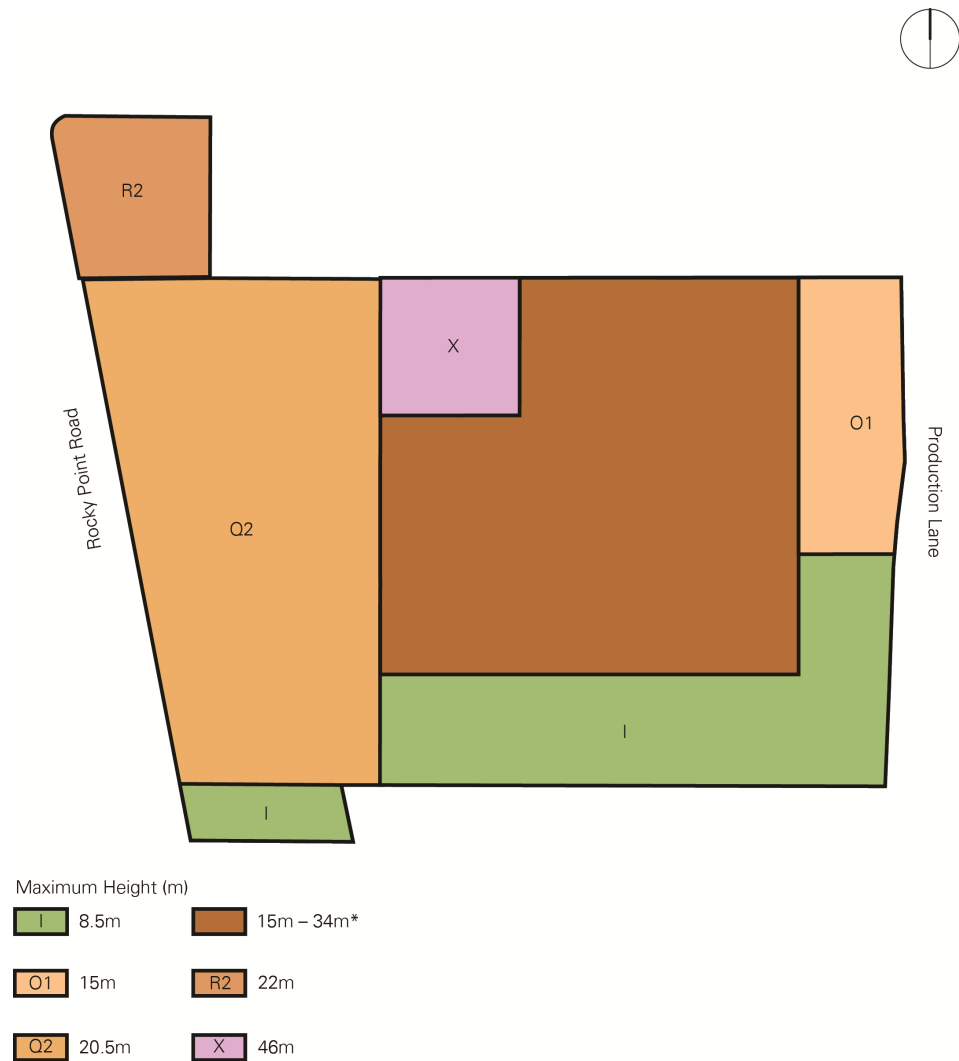 R2
X
O1
Rocky Point Road
Production Lane
Q2
I
I
Maximum Height (m)
I 8.5m
15m – 34m*
O1 15m
R2 22m
Q2 20.5m
X 46m